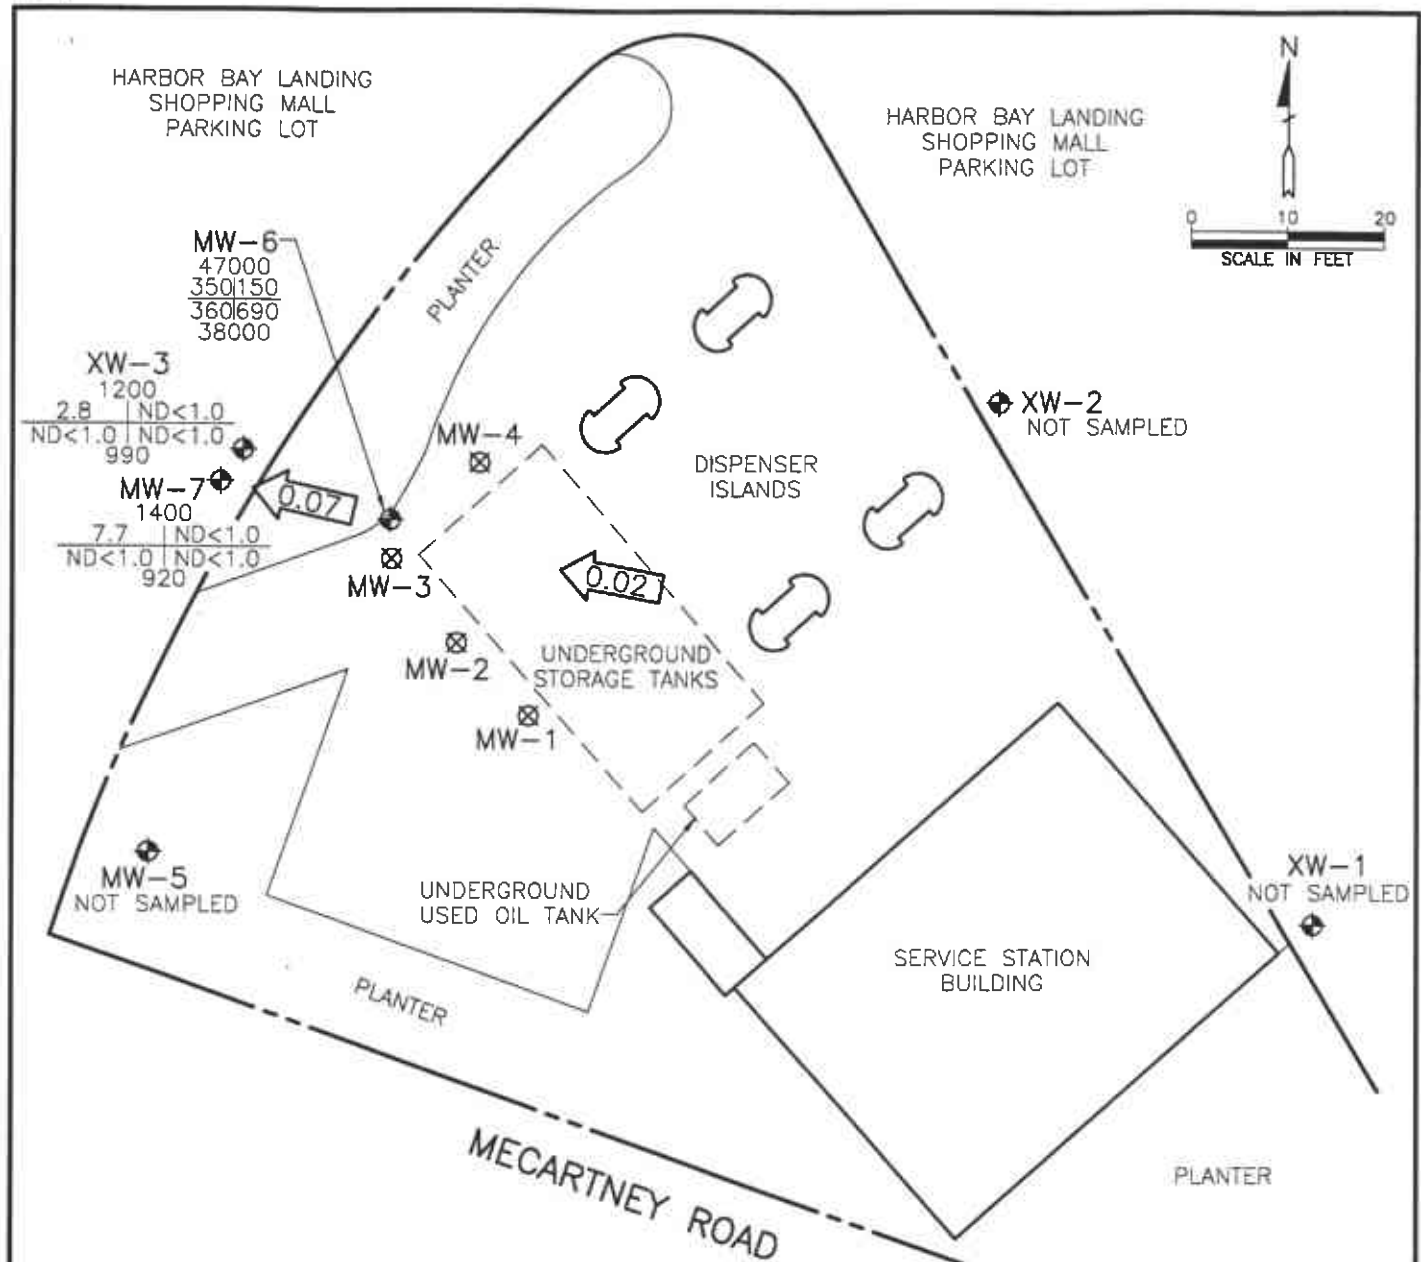 HARBOR BAY LANDING
SHOPPING MALL
PARKING LOT
HARBOR BAY LANDING
SHOPPING MALL
PARKING LOT
N
0 10 20
SCALE IN FEET
MW-6
47000
350|150
360|690
38000
PLANTER
XW-3
1200
2.8 | ND<1.0
ND<1.0 | ND<1.0
990
MW-7
1400
7.7 | ND<1.0
ND<1.0 | ND<1.0
920
0.07
MW-4
MW-3
MW-2
MW-1
XW-2
NOT SAMPLED
DISPENSER
ISLANDS
0.02
UNDERGROUND
STORAGE TANKS
MW-5
NOT SAMPLED
UNDERGROUND
USED OIL TANK
XW-1
NOT SAMPLED
SERVICE STATION
BUILDING
PLANTER
PLANTER
MECARTNEY ROAD